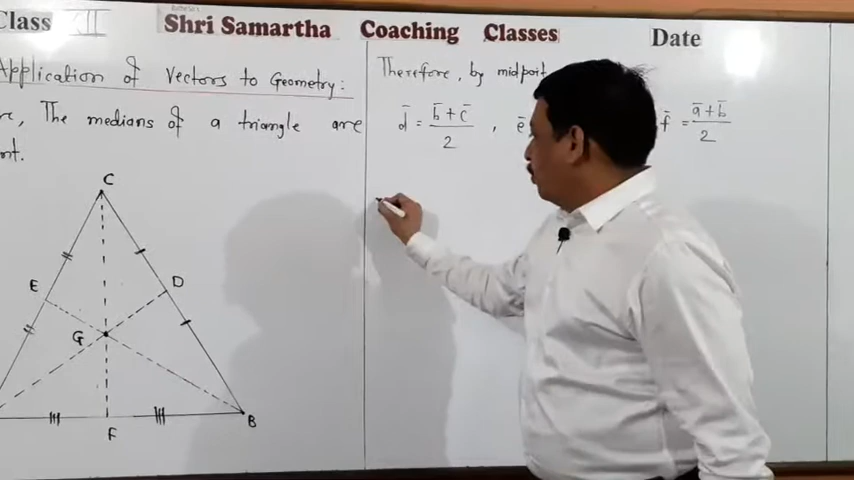 Class XII
Shri Samartha Coaching Classes
Date
Application of Vectors to Geometry :
The medians of a triangle are
Therefore, by midpoint
d̄ = b̄ + c̄ / 2 , ē
f̄ = ā + b̄ / 2
C
E
D
G
F
B